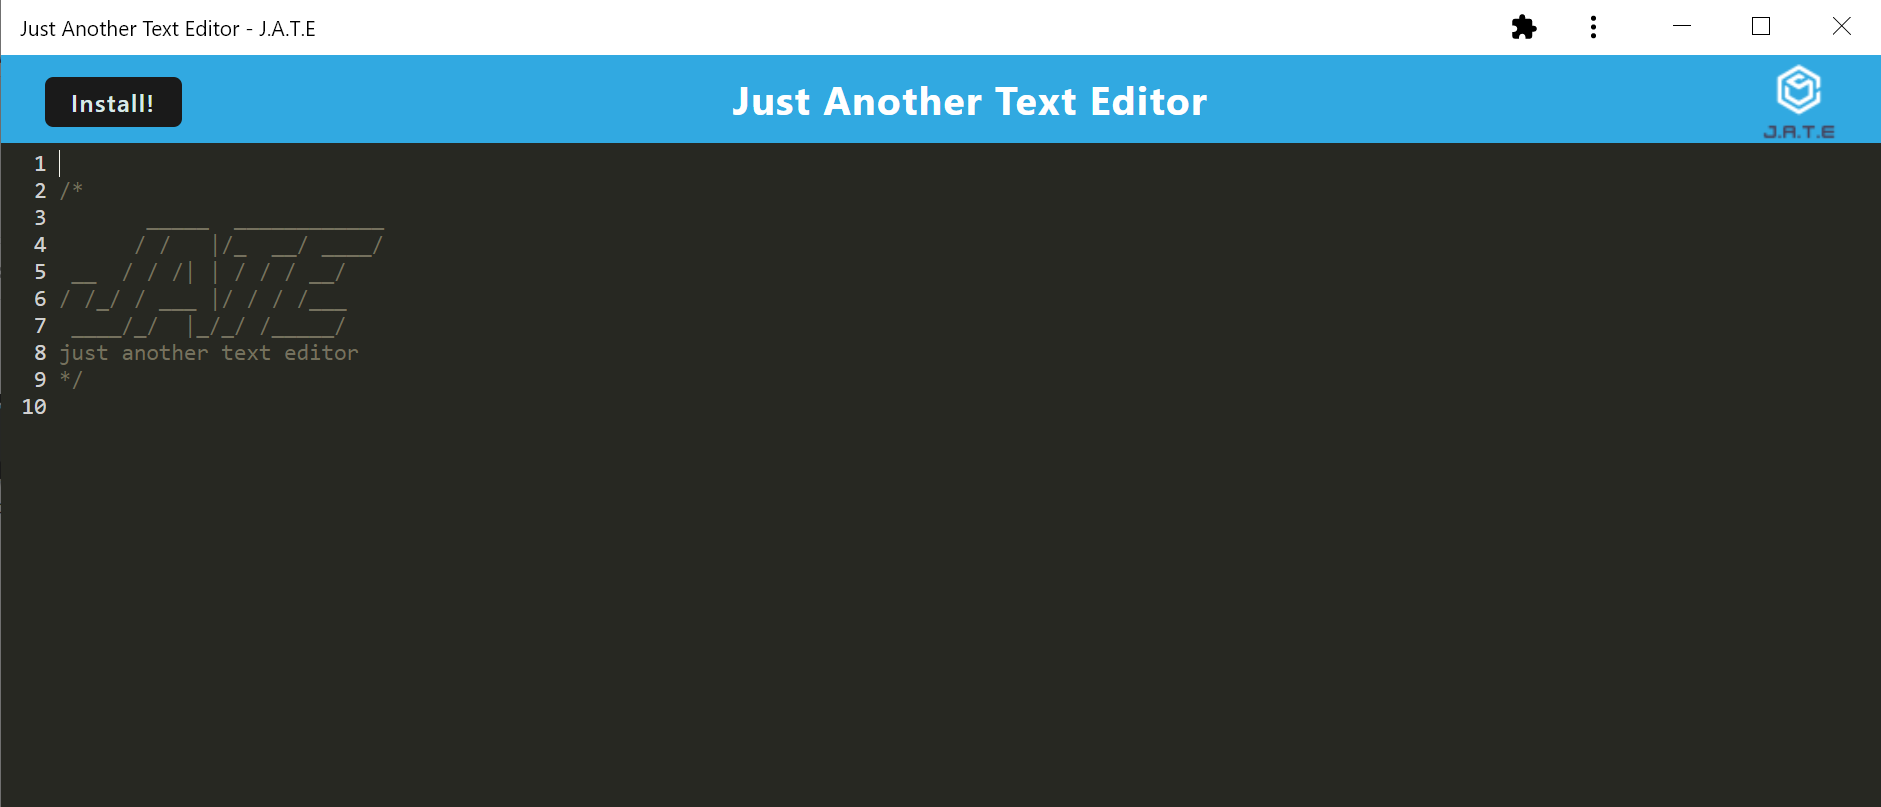 Just Another Text Editor - J.A.T.E
Install!
Just Another Text Editor
J.A.T.E
1
2 /*
3        _____  ____________
4       / /   |/_  __/ ____/
5  __  / / /| | / / / __/
6 / /_/ / ___ |/ / / /___
7  ____/_/  |_/_/ /_____/
8 just another text editor
9 */
10